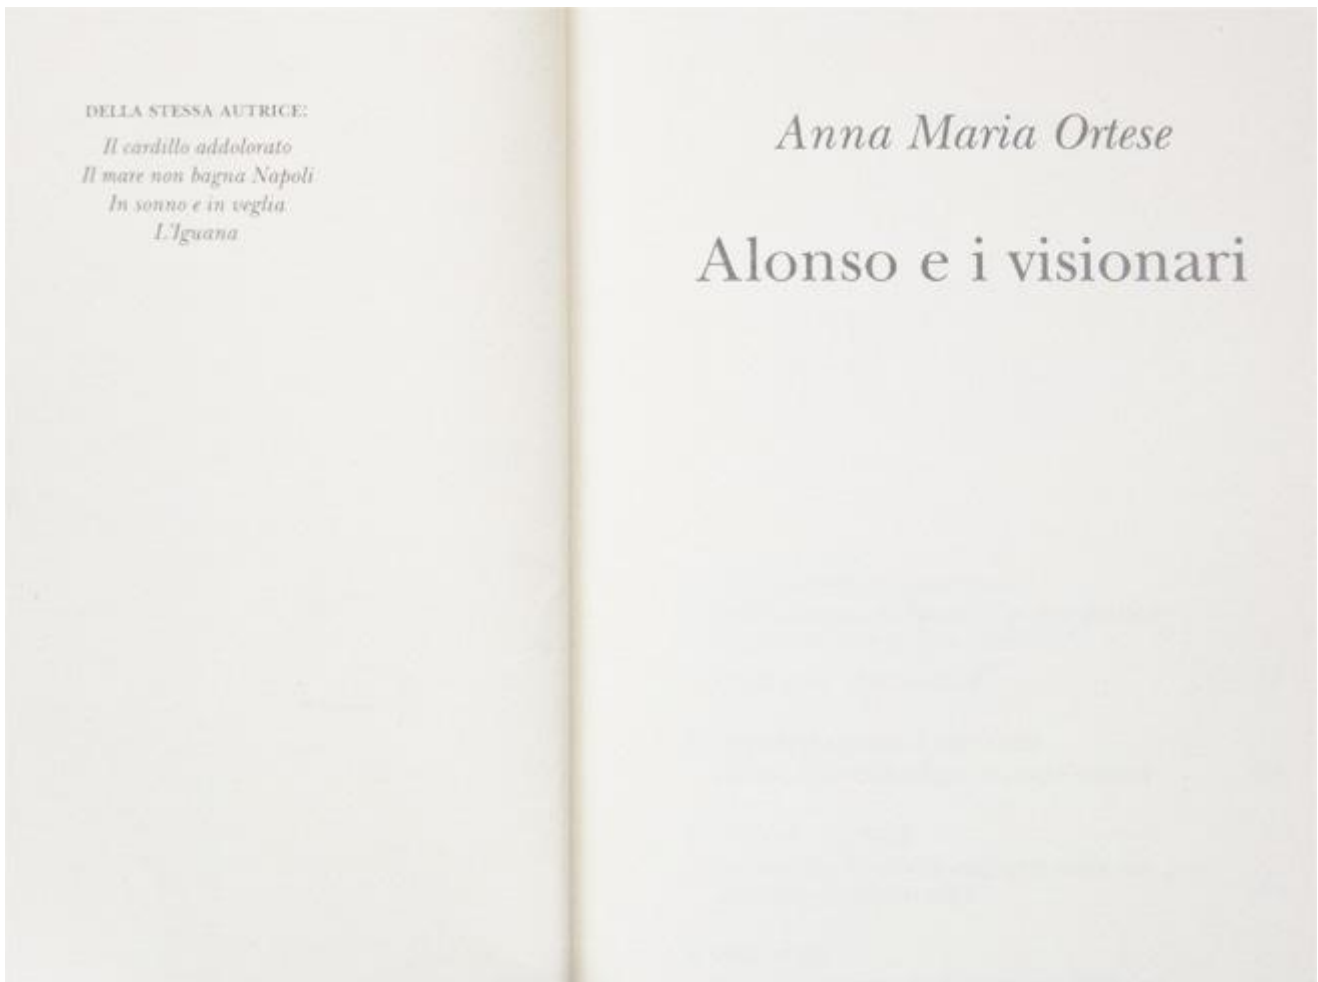 DELLA STESSA AUTRICE:
Il cardillo addolorato
Il mare non bagna Napoli
In sonno e in veglia
L'Iguana
Anna Maria Ortese
Alonso e i visionari